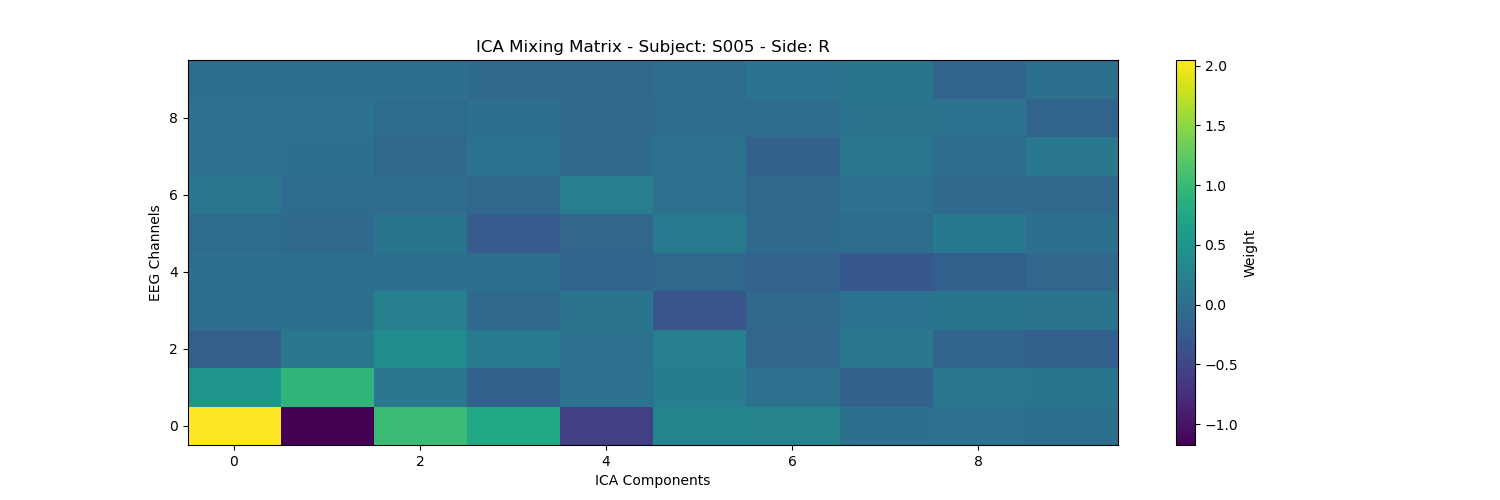 ICA Mixing Matrix - Subject: S005 - Side: R
8
6
4
2
0
EEG Channels
0 2 4 6 8
ICA Components
2.0
1.5
1.0
0.5
0.0
−0.5
−1.0
Weight